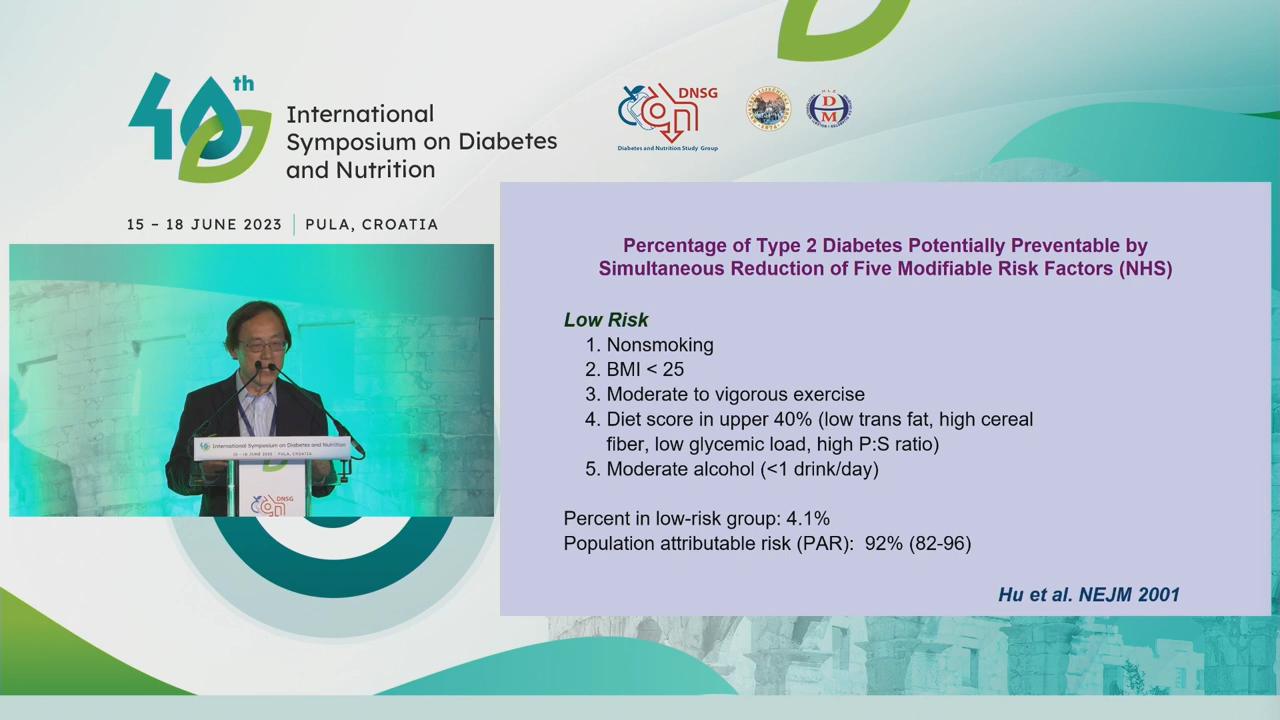 40th
International
Symposium on Diabetes
and Nutrition
15 – 18 JUNE 2023 | PULA, CROATIA
DNSG
Diabetes and Nutrition Study Group
Percentage of Type 2 Diabetes Potentially Preventable by
Simultaneous Reduction of Five Modifiable Risk Factors (NHS)
Low Risk
1. Nonsmoking
2. BMI < 25
3. Moderate to vigorous exercise
4. Diet score in upper 40% (low trans fat, high cereal
fiber, low glycemic load, high P:S ratio)
5. Moderate alcohol (<1 drink/day)
Percent in low-risk group: 4.1%
Population attributable risk (PAR): 92% (82-96)
Hu et al. NEJM 2001
International Symposium on Diabetes and Nutrition
15 - 18 JUNE 2023 | PULA, CROATIA
DNSG